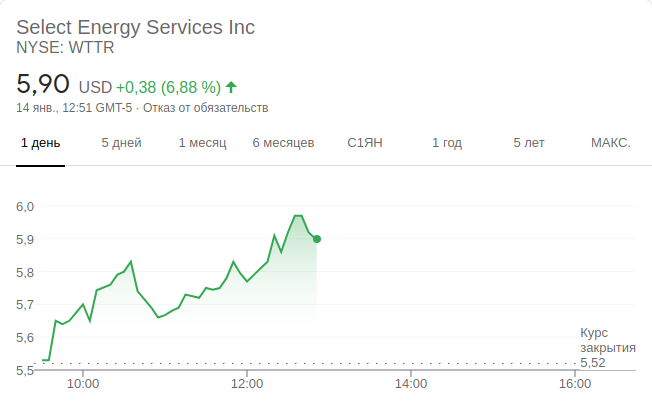 Select Energy Services Inc
NYSE: WTTR
5,90 USD +0,38 (6,88 %)
14 янв., 12:51 GMT-5 · Отказ от обязательств
1 день 5 дней 1 месяц 6 месяцев С1ЯН 1 год 5 лет МАКС.
6,0
5,9
5,8
5,7
5,6
5,5
Курс
закрытия
5,52
10:00 12:00 14:00 16:00